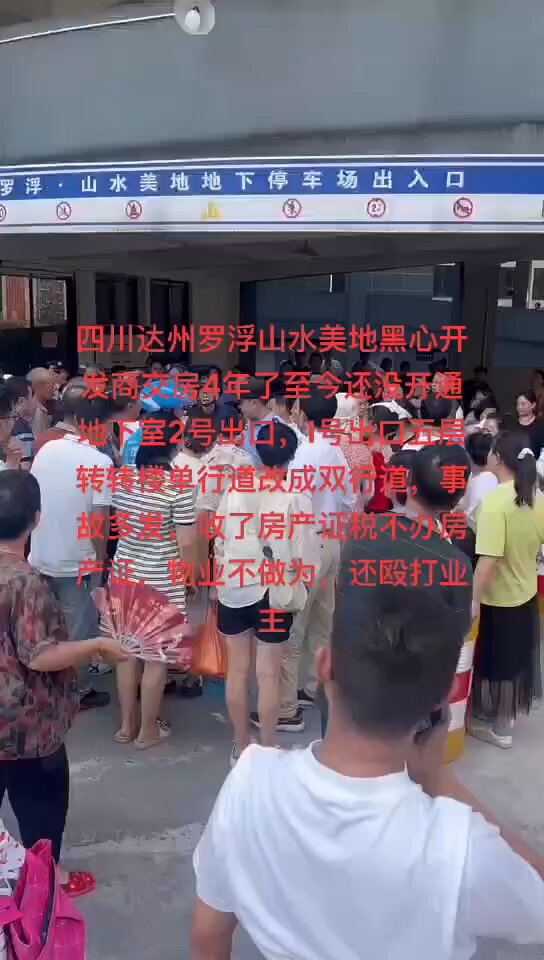 罗浮·山水美地地下停车场出入口
四川达州罗浮山水美地黑心开
发商交房4年了至今还没开通
地下室2号出口，1号出口五层
转转楼单行道改成双行道，事
故多发，收了房产证税不办房
产证，物业不做为，还殴打业
主